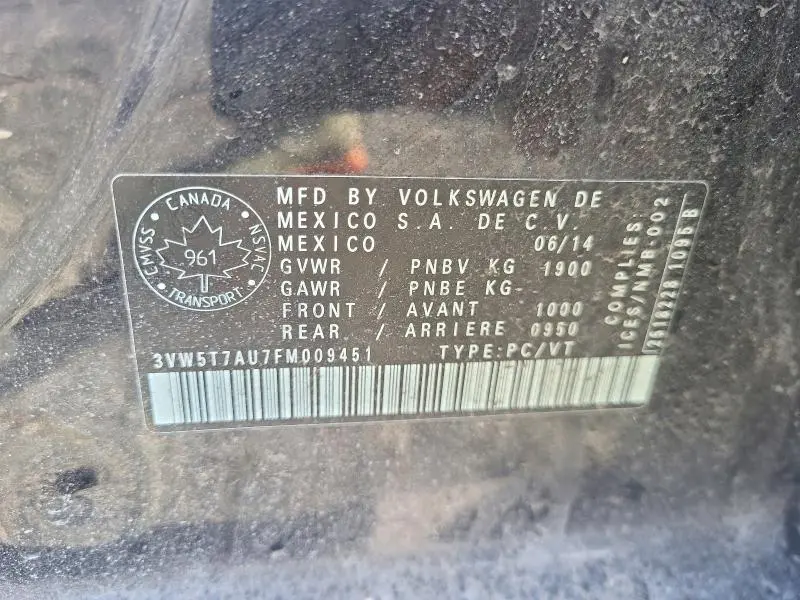 CANADA
CMVSS
961
NSVAC
TRANSPORT
MFD BY VOLKSWAGEN DE
MEXICO S.A. DE C.V.
MEXICO 06/14
GVWR / PNBV KG 1900
GAWR / PNBE KG
FRONT / AVANT 1000
REAR / ARRIERE 0950
3VW5T7AU7FM009451 TYPE:PC/VT
COMPLIES:
ICES/NMB-002
1095 B